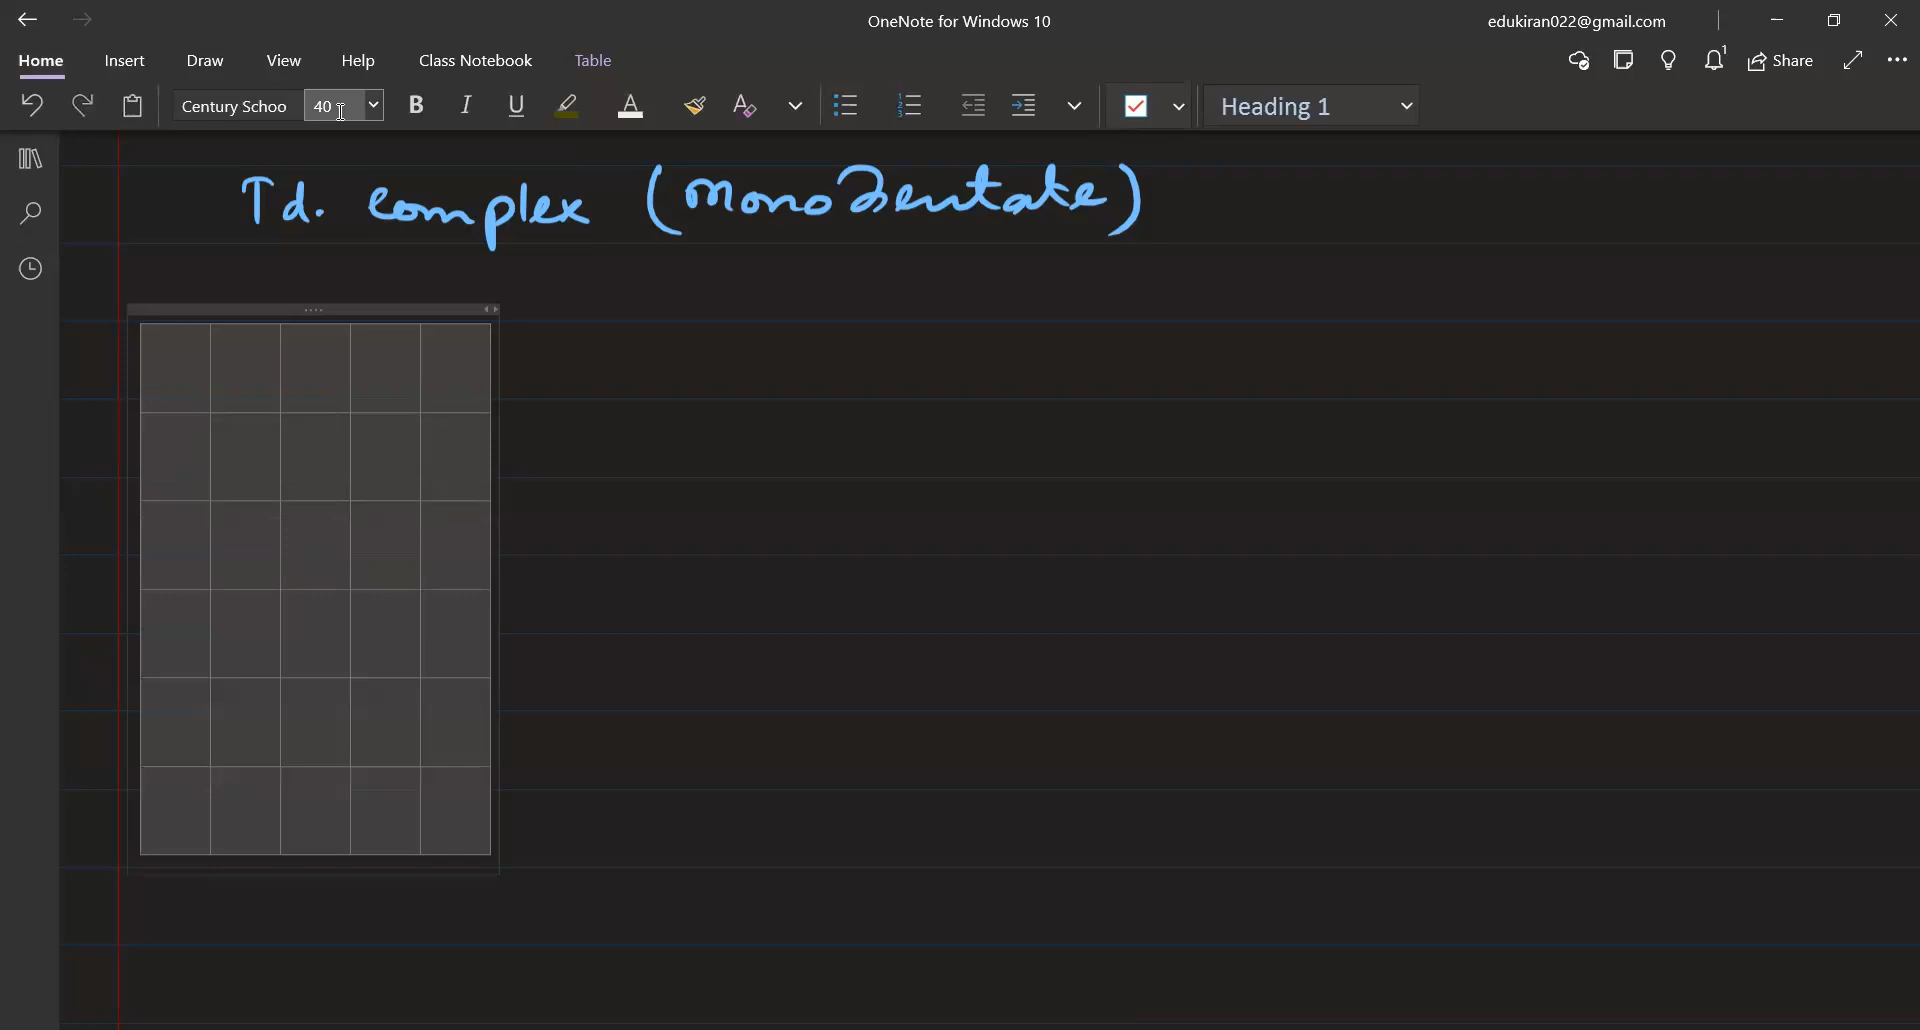 OneNote for Windows 10
edukiran022@gmail.com
Home Insert Draw View Help Class Notebook Table
1
Share
Century Schoo 40 B I U A A Heading 1
Td. complex (monodentate)